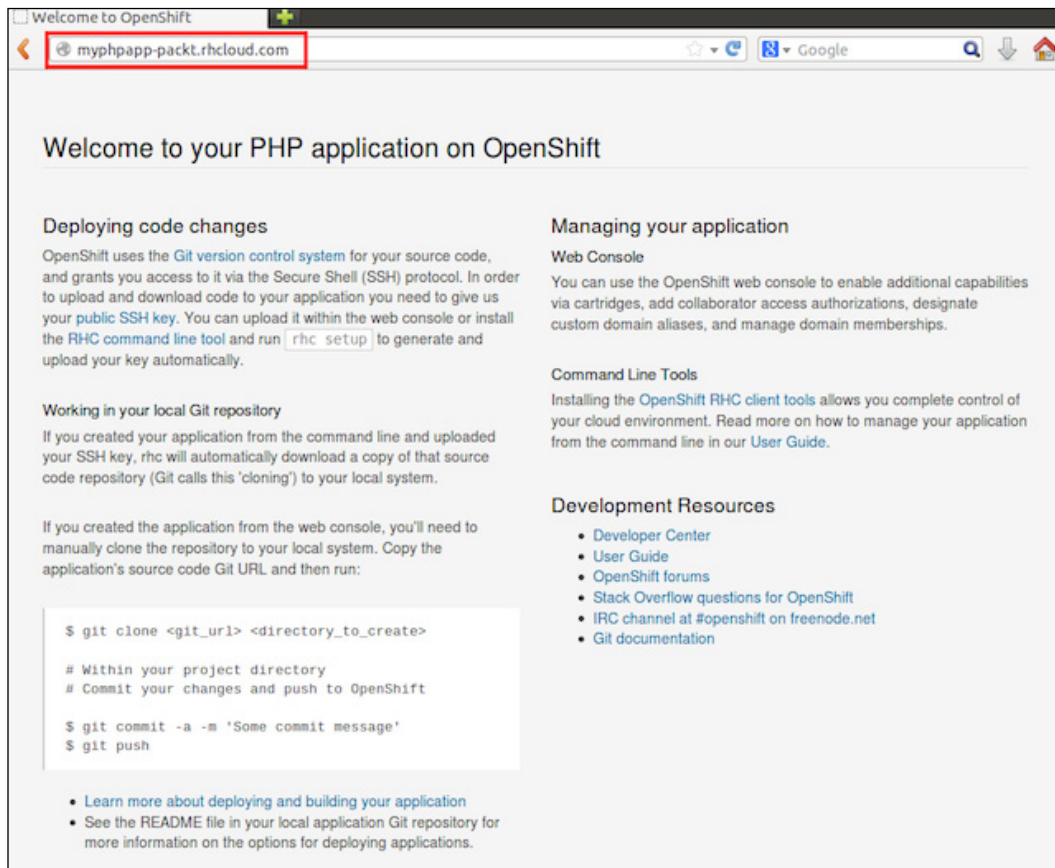 Welcome to OpenShift
myphpapp-packt.rhcloud.com
Google
Welcome to your PHP application on OpenShift
Deploying code changes
OpenShift uses the Git version control system for your source code,
and grants you access to it via the Secure Shell (SSH) protocol. In order
to upload and download code to your application you need to give us
your public SSH key. You can upload it within the web console or install
the RHC command line tool and run rhc setup to generate and
upload your key automatically.
Working in your local Git repository
If you created your application from the command line and uploaded
your SSH key, rhc will automatically download a copy of that source
code repository (Git calls this 'cloning') to your local system.
If you created the application from the web console, you'll need to
manually clone the repository to your local system. Copy the
application's source code Git URL and then run:
$ git clone <git_url> <directory_to_create>
# Within your project directory
# Commit your changes and push to OpenShift
$ git commit -a -m 'Some commit message'
$ git push
Learn more about deploying and building your application
See the README file in your local application Git repository for
more information on the options for deploying applications.
Managing your application
Web Console
You can use the OpenShift web console to enable additional capabilities
via cartridges, add collaborator access authorizations, designate
custom domain aliases, and manage domain memberships.
Command Line Tools
Installing the OpenShift RHC client tools allows you complete control of
your cloud environment. Read more on how to manage your application
from the command line in our User Guide.
Development Resources
Developer Center
User Guide
OpenShift forums
Stack Overflow questions for OpenShift
IRC channel at #openshift on freenode.net
Git documentation